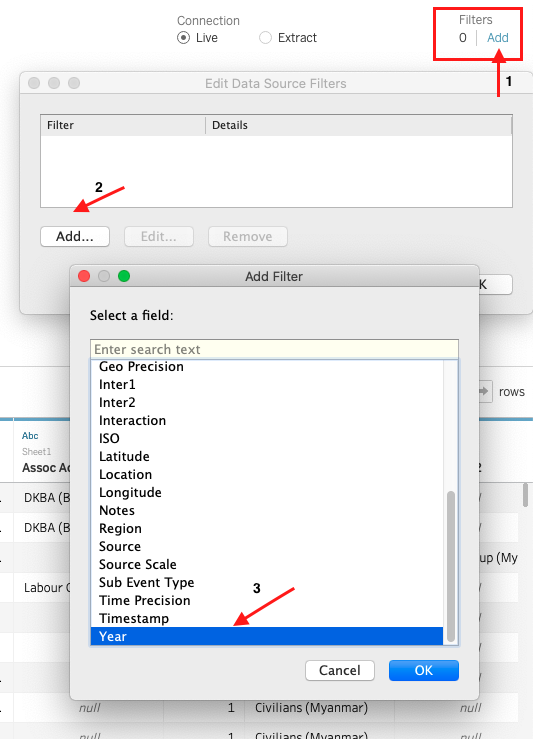 Connection
Filters
Live
Extract
0
Add
1
Edit Data Source Filters
Filter
Details
2
Add...
Edit...
Remove
K
Add Filter
Select a field:
Enter search text
Geo Precision
Inter1
Inter2
Interaction
ISO
Latitude
Location
Longitude
Notes
Region
Source
Source Scale
Sub Event Type
Time Precision
3
Timestamp
Year
Cancel
OK
rows
Abc
Sheet1
Assoc Ac
2
DKBA (B
DKBA (B
up (My
Labour
null
1
Civilians (Myanmar)
null
null
1
Civilians (Myanmar)
null